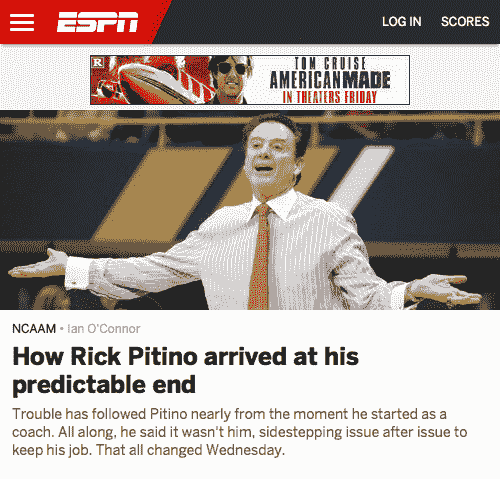 ESPN
LOG IN SCORES
R
TOM CRUISE
AMERICAN MADE
IN THEATERS FRIDAY
NCAAM • Ian O'Connor
How Rick Pitino arrived at his
predictable end
Trouble has followed Pitino nearly from the moment he started as a
coach. All along, he said it wasn't him, sidestepping issue after issue to
keep his job. That all changed Wednesday.